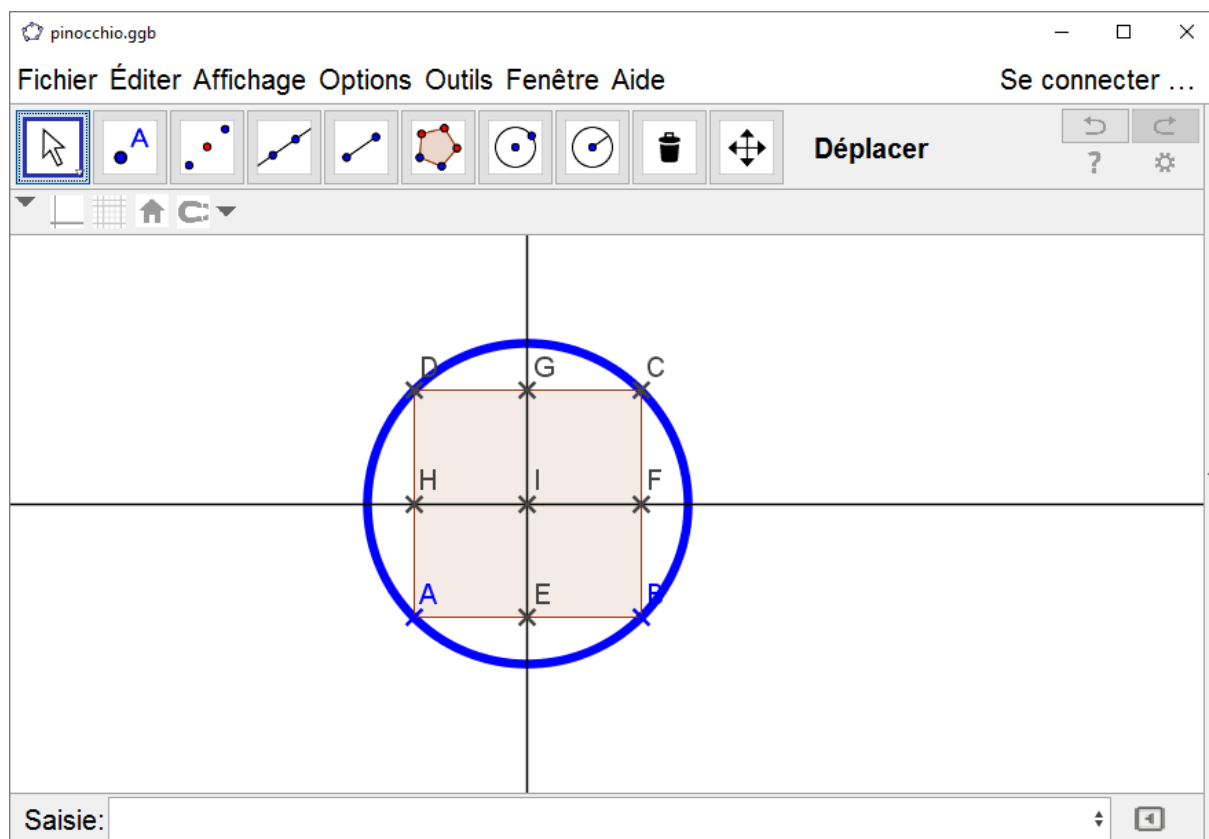 pinocchio.ggb
Fichier Éditer Affichage Options Outils Fenêtre Aide Se connecter ...
A Déplacer ?
D G C
H I F
A E B
Saisie: